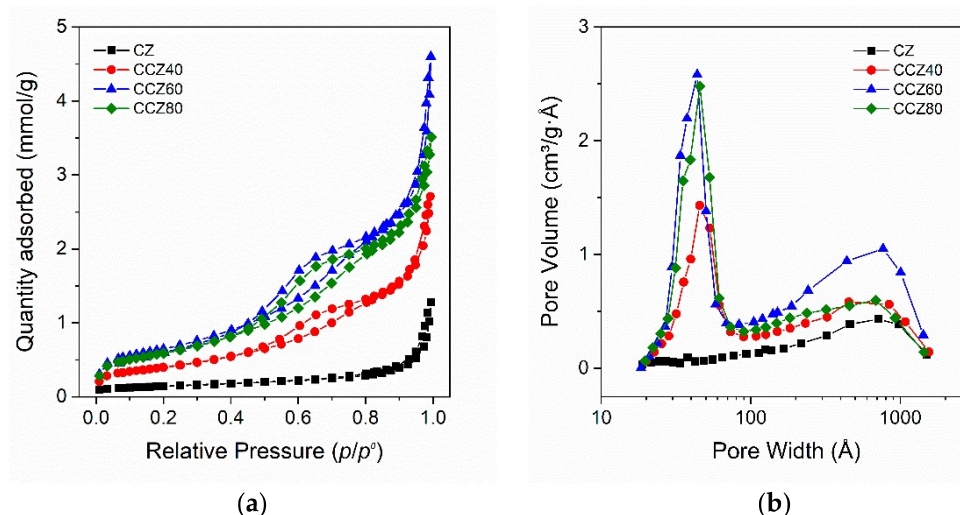 5
4
3
2
1
0
Quantity adsorbed (mmol/g)
CZ
CCZ40
CCZ60
CCZ80
0.0 0.2 0.4 0.6 0.8 1.0
Relative Pressure (p/p⁰)
(a)
3
2
1
0
Pore Volume (cm³/g·Å)
CZ
CCZ40
CCZ60
CCZ80
10 100 1000
Pore Width (Å)
(b)